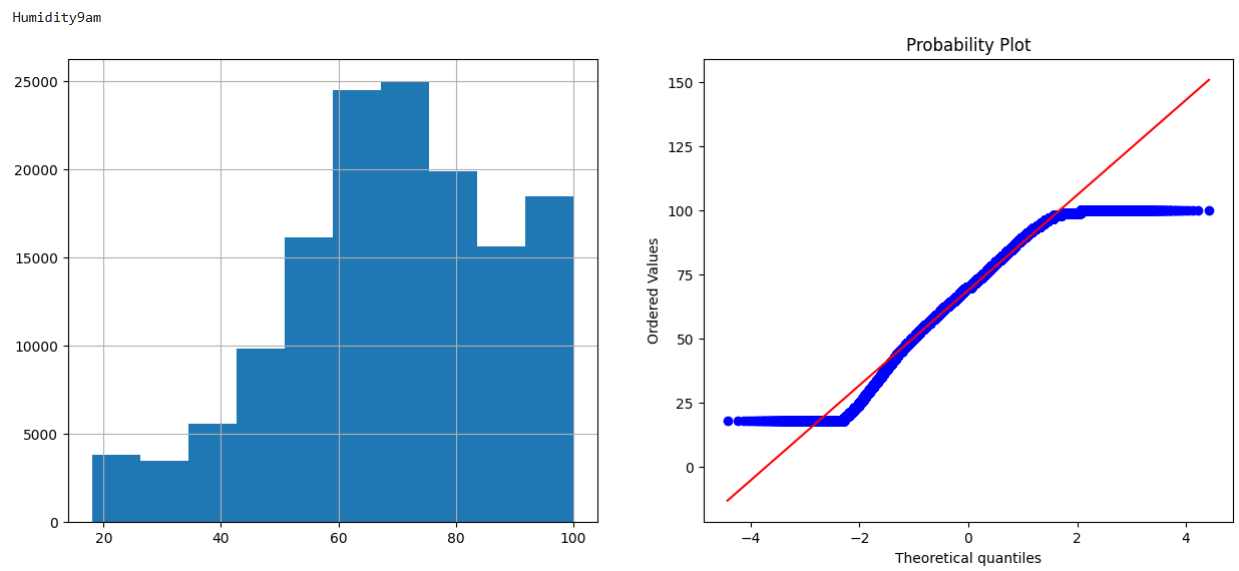 Humidity9am
25000
20000
15000
10000
5000
0
20 40 60 80 100
Probability Plot
150
125
100
75
50
25
0
Ordered Values
−4 −2 0 2 4
Theoretical quantiles